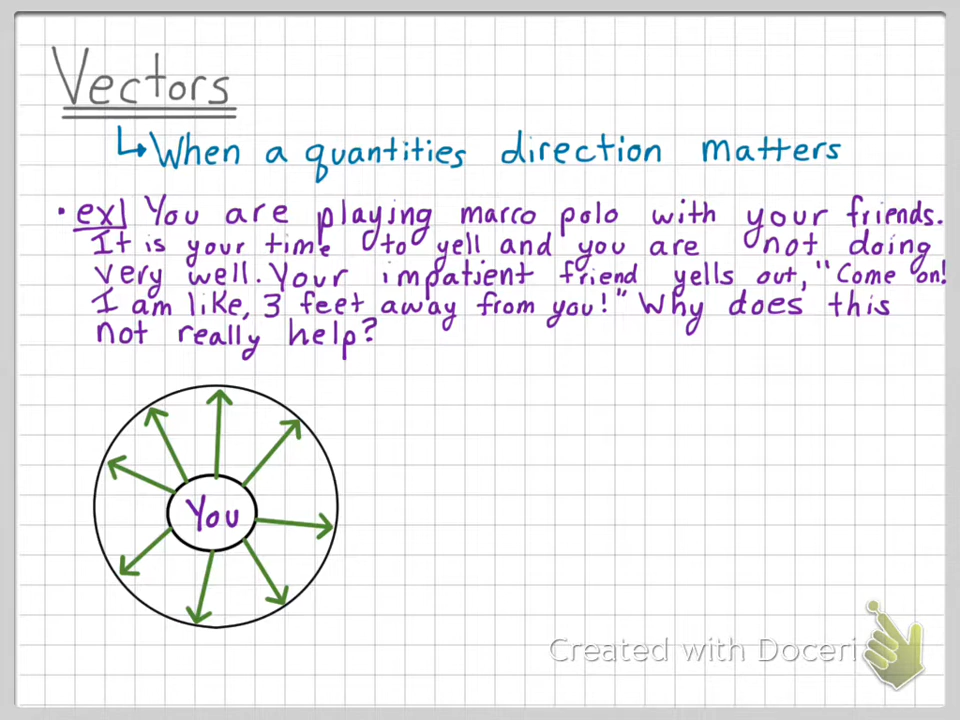 Vectors
When a quantities direction matters
• ex| You are playing marco polo with your friends.
It is your time to yell and you are not doing
very well. Your impatient friend yells out, "Come on!
I am like, 3 feet away from you!" Why does this
not really help?
You
Created with Doceri